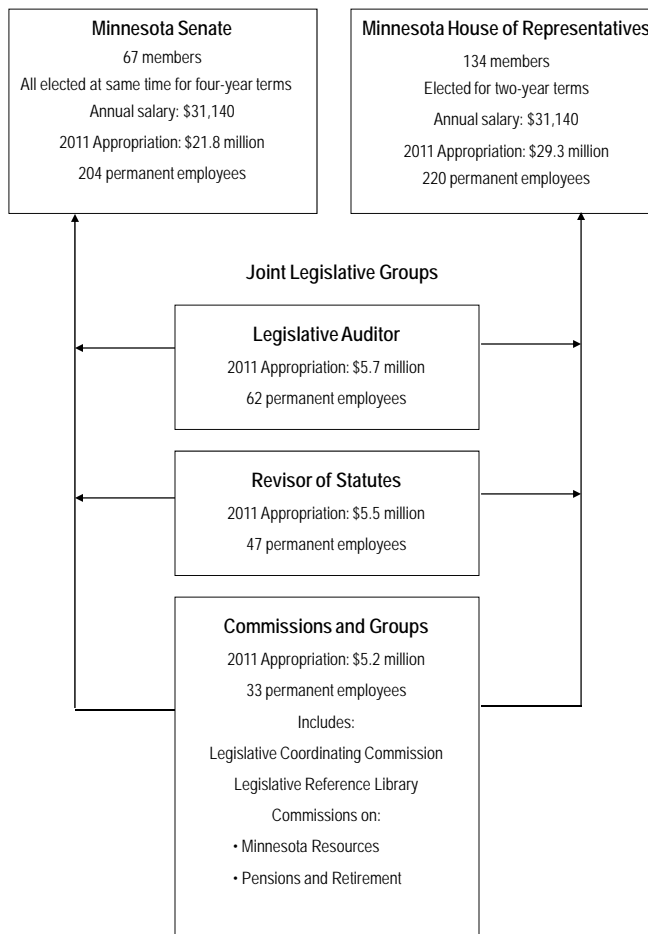 Minnesota Senate
67 members
All elected at same time for four-year terms
Annual salary: $31,140
2011 Appropriation: $21.8 million
204 permanent employees
Minnesota House of Representatives
134 members
Elected for two-year terms
Annual salary: $31,140
2011 Appropriation: $29.3 million
220 permanent employees
Joint Legislative Groups
Legislative Auditor
2011 Appropriation: $5.7 million
62 permanent employees
Revisor of Statutes
2011 Appropriation: $5.5 million
47 permanent employees
Commissions and Groups
2011 Appropriation: $5.2 million
33 permanent employees
Includes:
Legislative Coordinating Commission
Legislative Reference Library
Commissions on:
• Minnesota Resources
• Pensions and Retirement